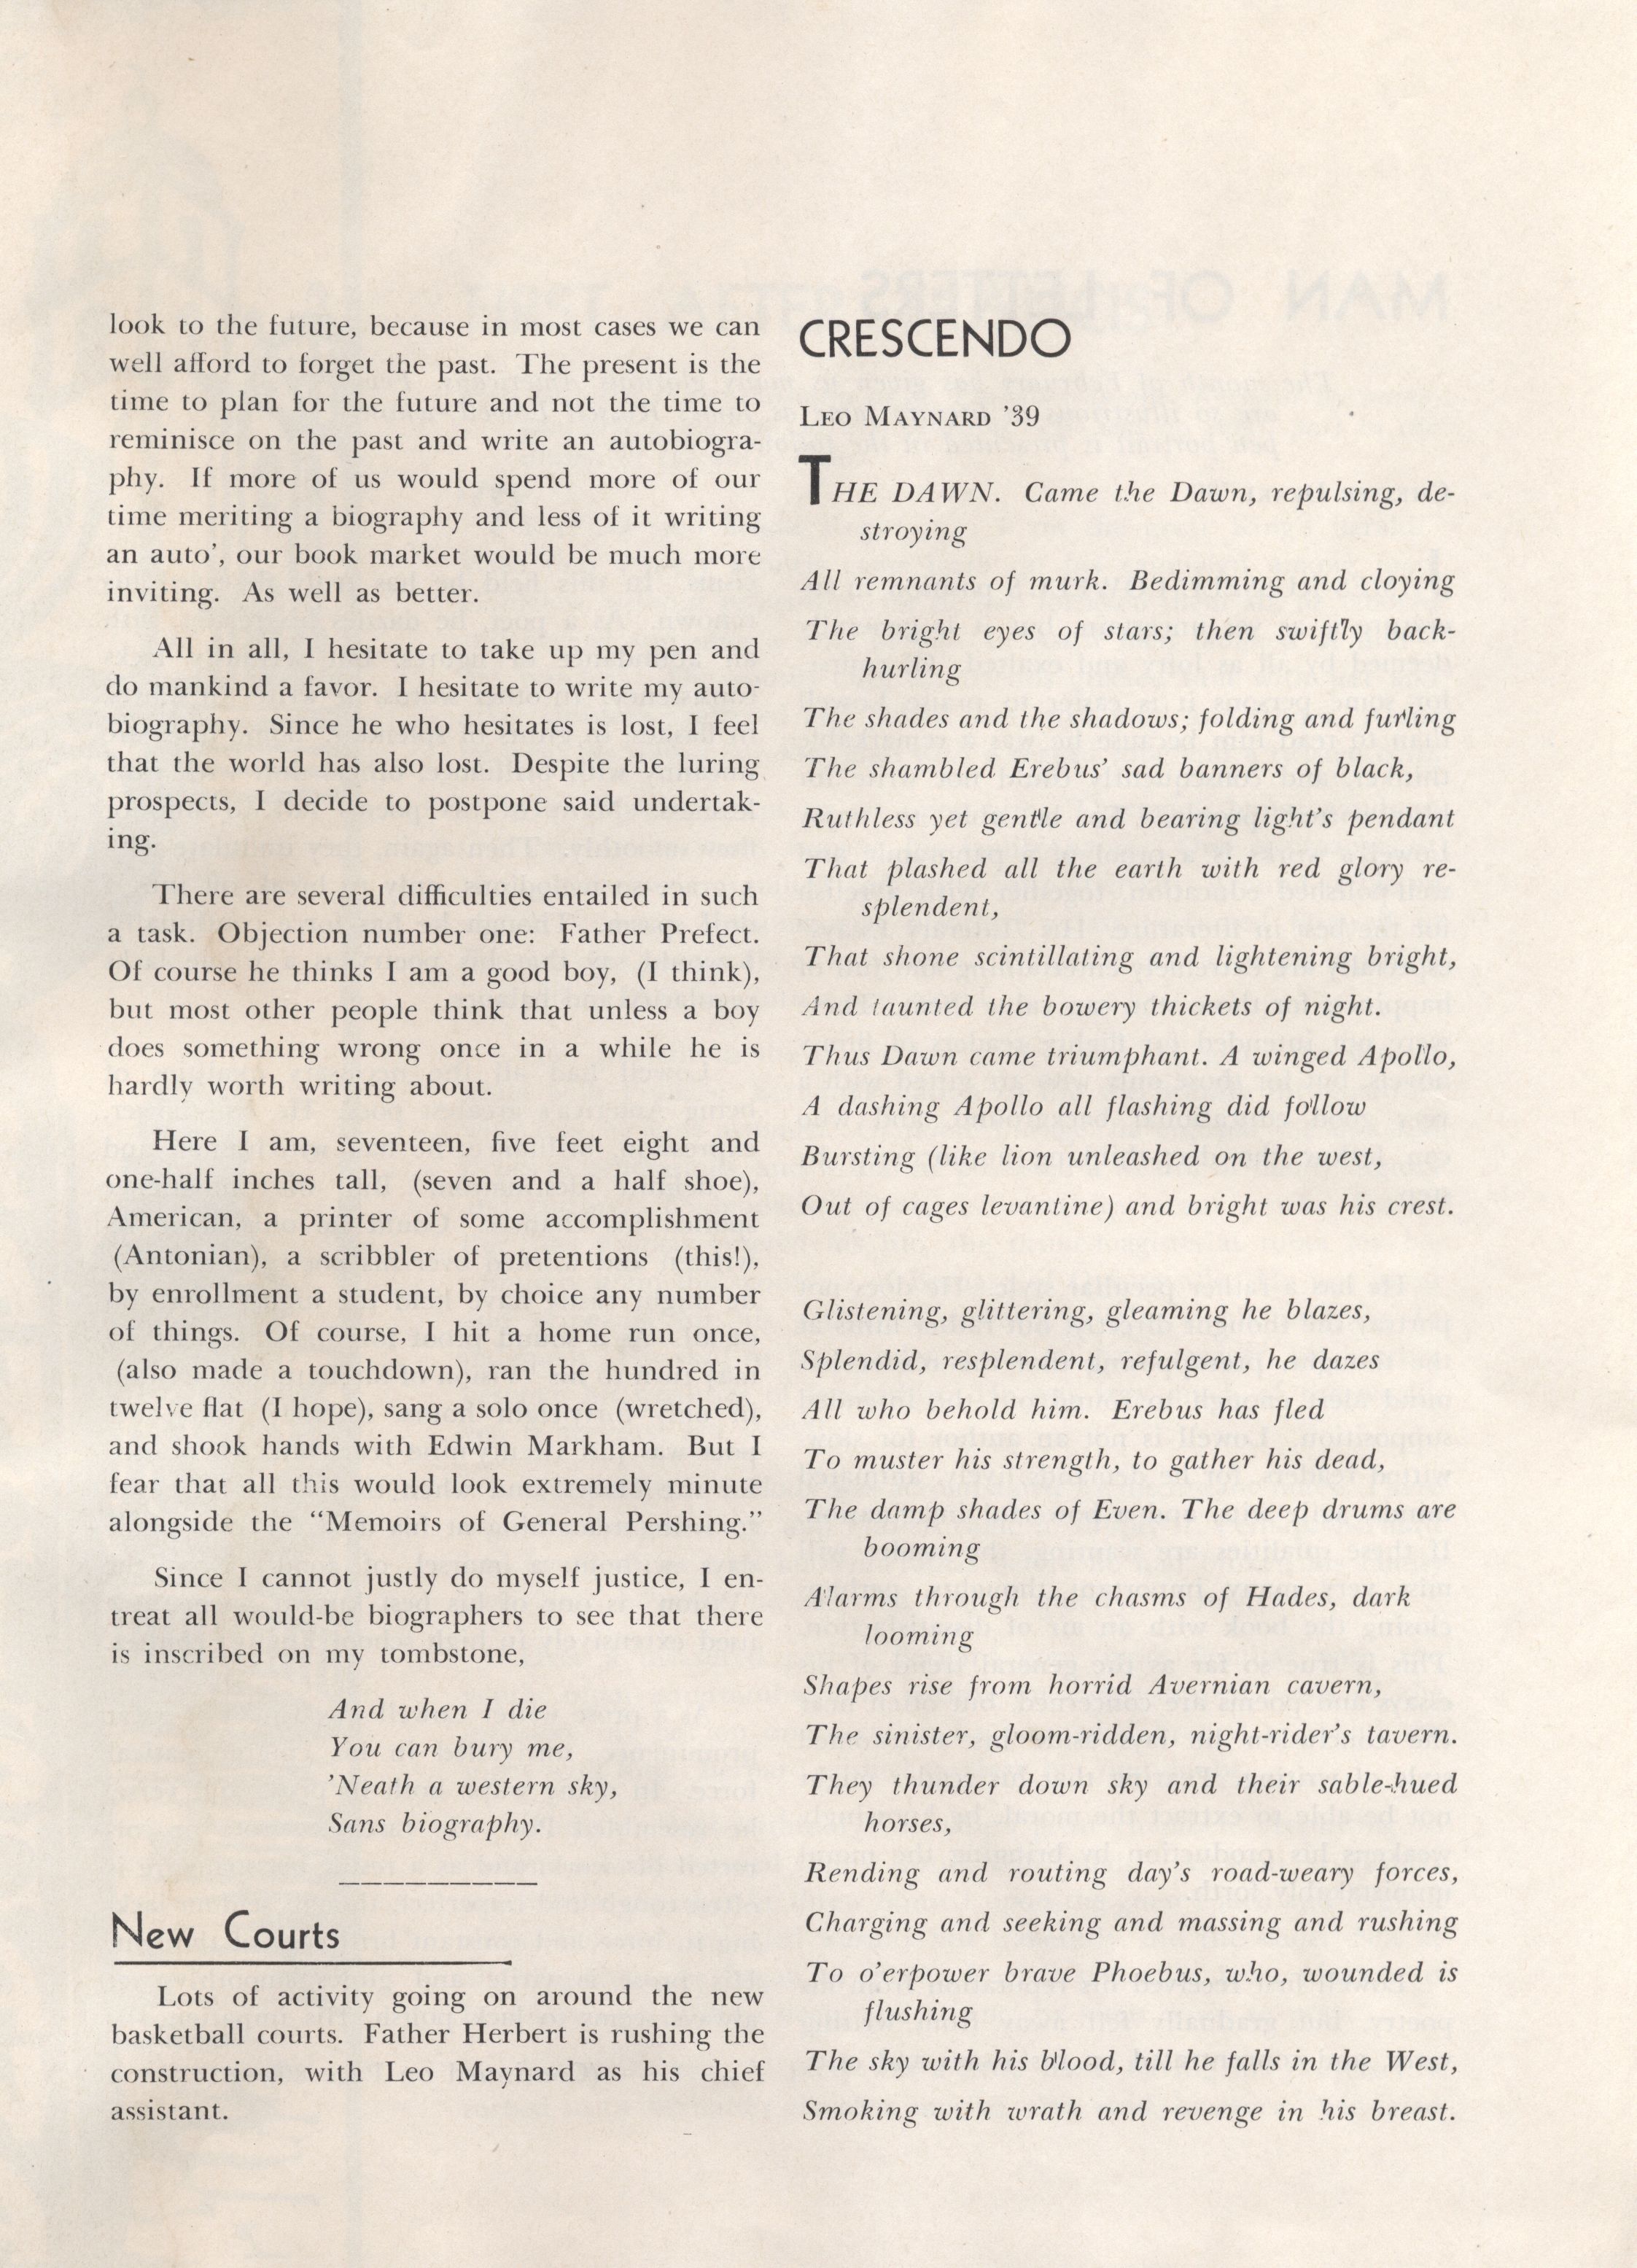 look to the future, because in most cases we can
well afford to forget the past. The present is the
time to plan for the future and not the time to
reminisce on the past and write an autobiogra-
phy. If more of us would spend more of our
time meriting a biography and less of it writing
an auto', our book market would be much more
inviting. As well as better.
All in all, I hesitate to take up my pen and
do mankind a favor. I hesitate to write my auto-
biography. Since he who hesitates is lost, I feel
that the world has also lost. Despite the luring
prospects, I decide to postpone said undertak-
ing.
There are several difficulties entailed in such
a task. Objection number one: Father Prefect.
Of course he thinks I am a good boy, (I think),
but most other people think that unless a boy
does something wrong once in a while he is
hardly worth writing about.
Here I am, seventeen, five feet eight and
one-half inches tall, (seven and a half shoe),
American, a printer of some accomplishment
(Antonian), a scribbler of pretentions (this!),
by enrollment a student, by choice any number
of things. Of course, I hit a home run once,
(also made a touchdown), ran the hundred in
twelve flat (I hope), sang a solo once (wretched),
and shook hands with Edwin Markham. But I
fear that all this would look extremely minute
alongside the "Memoirs of General Pershing."
Since I cannot justly do myself justice, I en-
treat all would-be biographers to see that there
is inscribed on my tombstone,
And when I die
You can bury me,
'Neath a western sky,
Sans biography.
New Courts
Lots of activity going on around the new
basketball courts. Father Herbert is rushing the
construction, with Leo Maynard as his chief
assistant.
CRESCENDO
LEO MAYNARD '39
THE DAWN. Came the Dawn, repulsing, de-
stroying
All remnants of murk. Bedimming and cloying
The bright eyes of stars; then swiftly back-
hurling
The shades and the shadows; folding and furling
The shambled Erebus' sad banners of black,
Ruthless yet gentle and bearing light's pendant
That plashed all the earth with red glory re-
splendent,
That shone scintillating and lightening bright,
And taunted the bowery thickets of night.
Thus Dawn came triumphant. A winged Apollo,
A dashing Apollo all flashing did follow
Bursting (like lion unleashed on the west,
Out of cages levantine) and bright was his crest.
Glistening, glittering, gleaming he blazes,
Splendid, resplendent, refulgent, he dazes
All who behold him. Erebus has fled
To muster his strength, to gather his dead,
The damp shades of Even. The deep drums are
booming
Alarms through the chasms of Hades, dark
looming
Shapes rise from horrid Avernian cavern,
The sinister, gloom-ridden, night-rider's tavern.
They thunder down sky and their sable-hued
horses,
Rending and routing day's road-weary forces,
Charging and seeking and massing and rushing
To o'erpower brave Phoebus, who, wounded is
flushing
The sky with his blood, till he falls in the West,
Smoking with wrath and revenge in his breast.